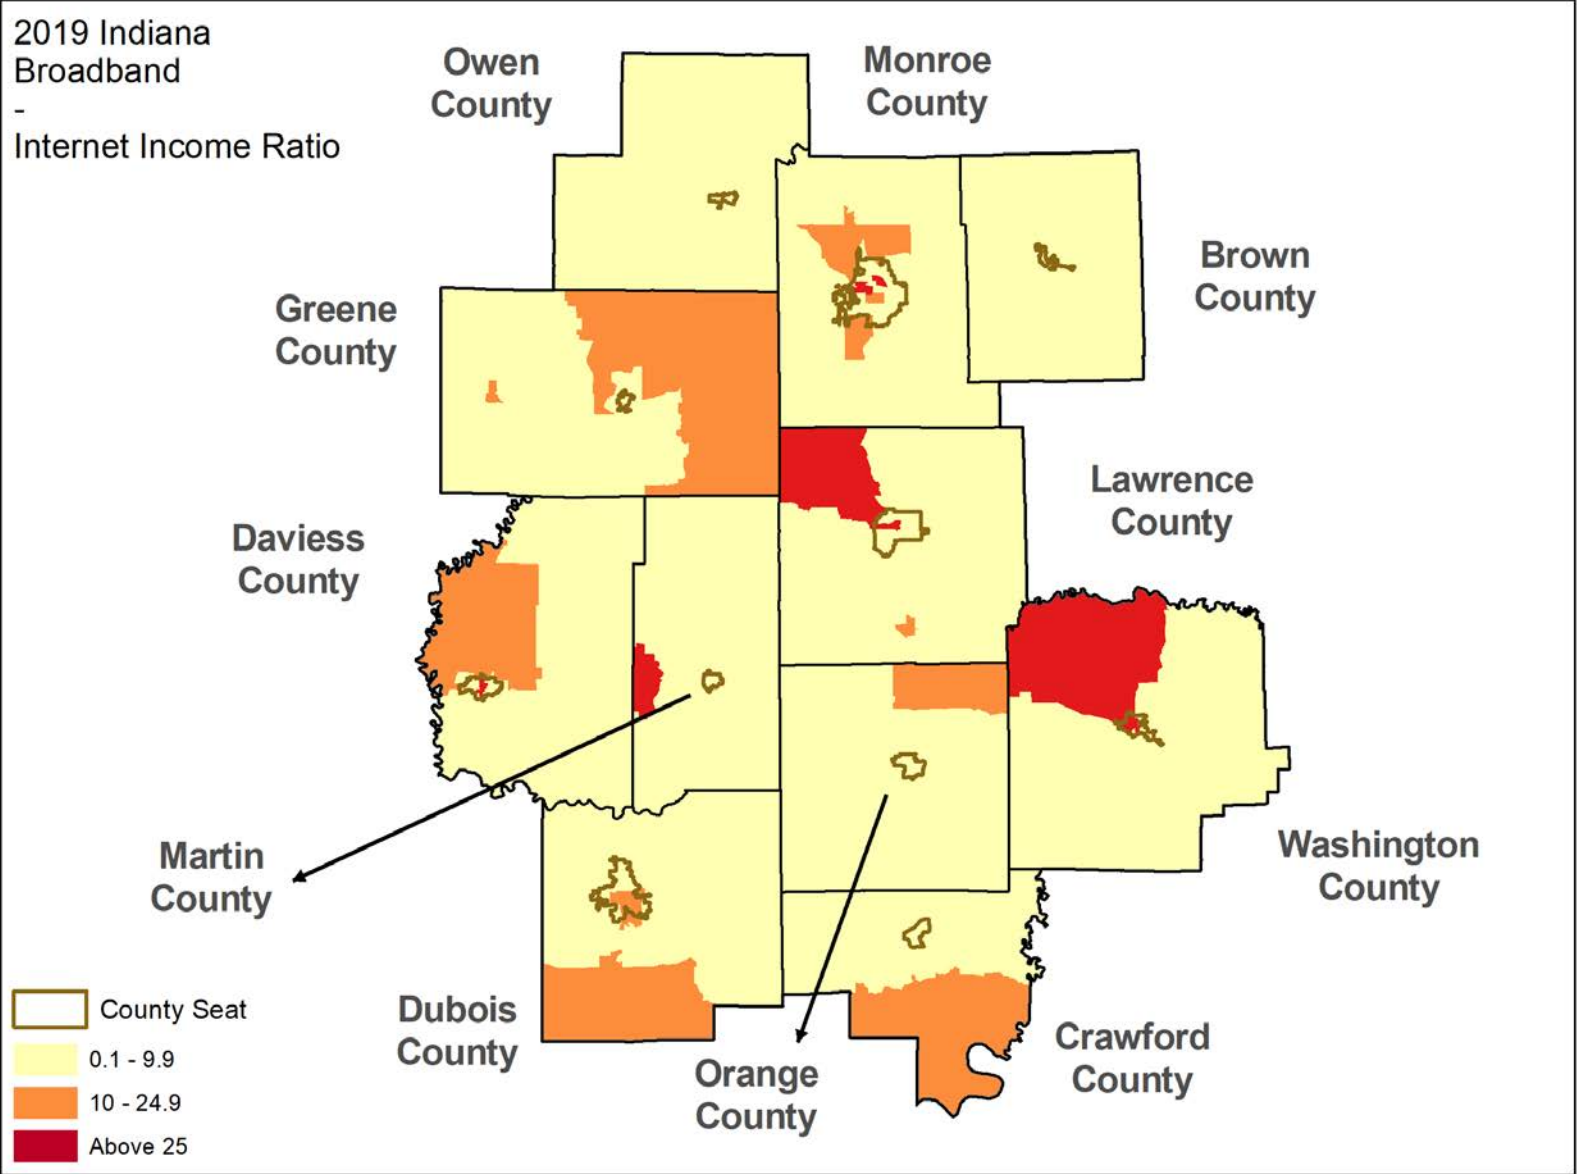 2019 Indiana
Broadband
-
Internet Income Ratio
Owen
County
Monroe
County
Brown
County
Greene
County
Lawrence
County
Daviess
County
Martin
County
Washington
County
Dubois
County
Orange
County
Crawford
County
County Seat
0.1 - 9.9
10 - 24.9
Above 25